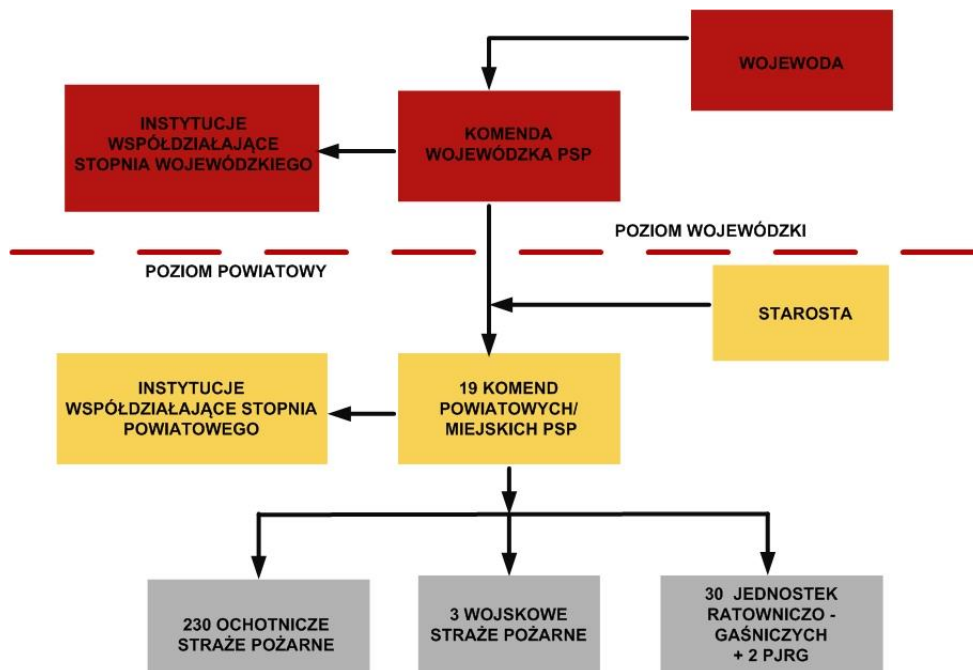 WOJEWODA
INSTYTUCJE
WSPÓŁDZIAŁAJĄCE
STOPNIA WOJEWÓDZKIEGO
KOMENDA
WOJEWÓDZKA PSP
POZIOM WOJEWÓDZKI
POZIOM POWIATOWY
STAROSTA
INSTYTUCJE
WSPÓŁDZIAŁAJĄCE STOPNIA
POWIATOWEGO
19 KOMEND
POWIATOWYCH/
MIEJSKICH PSP
230 OCHOTNICZE
STRAŻE POŻARNE
3 WOJSKOWE
STRAŻE POŻARNE
30 JEDNOSTEK
RATOWNICZO -
GAŚNICZYCH
+ 2 PJRG